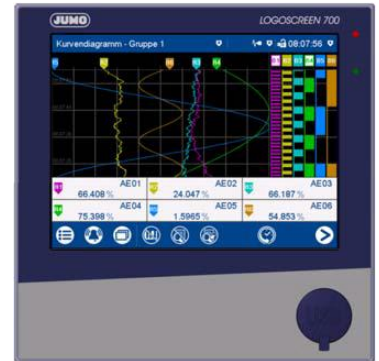 JUMO LOGOSCREEN 700
Kurvendiagramm - Gruppe 1 08:07:56
AE01 AE02 AE03
66.408 % 24.047 % 66.187 %
AE04 AE05 AE06
75.398 % 1.5965 % 54.853 %
USB